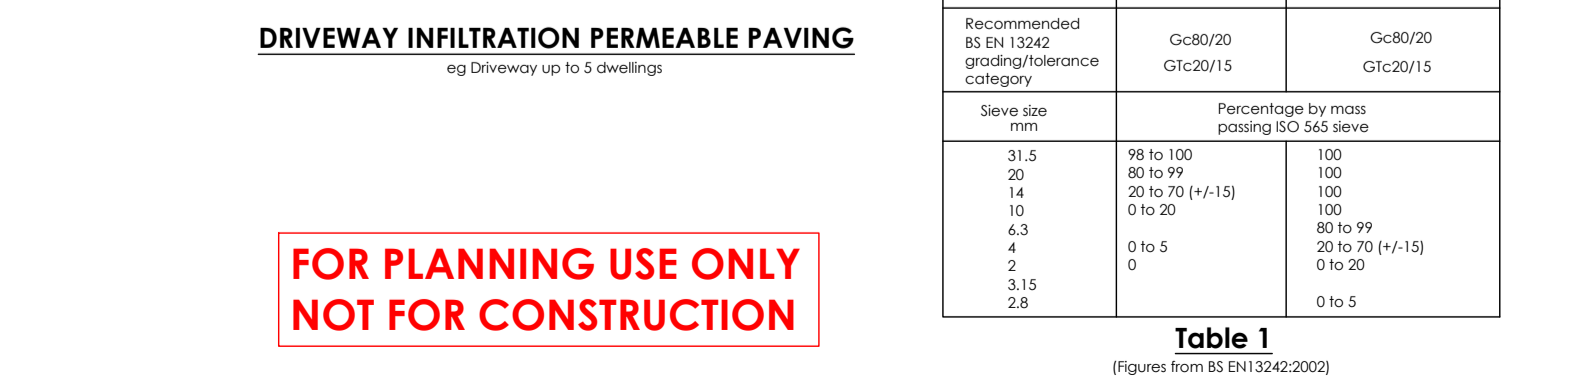 DRIVEWAY INFILTRATION PERMEABLE PAVING
eg Driveway up to 5 dwellings
FOR PLANNING USE ONLY
NOT FOR CONSTRUCTION
Recommended
BS EN 13242
grading/tolerance
category
Gc80/20
GTc20/15
Gc80/20
GTc20/15
Sieve size
mm
Percentage by mass
passing ISO 565 sieve
31.5 98 to 100 100
20 80 to 99 100
14 20 to 70 (+/-15) 100
10 0 to 20 100
6.3 80 to 99
4 0 to 5 20 to 70 (+/-15)
2 0 0 to 20
3.15
2.8 0 to 5
Table 1
(Figures from BS EN13242:2002)